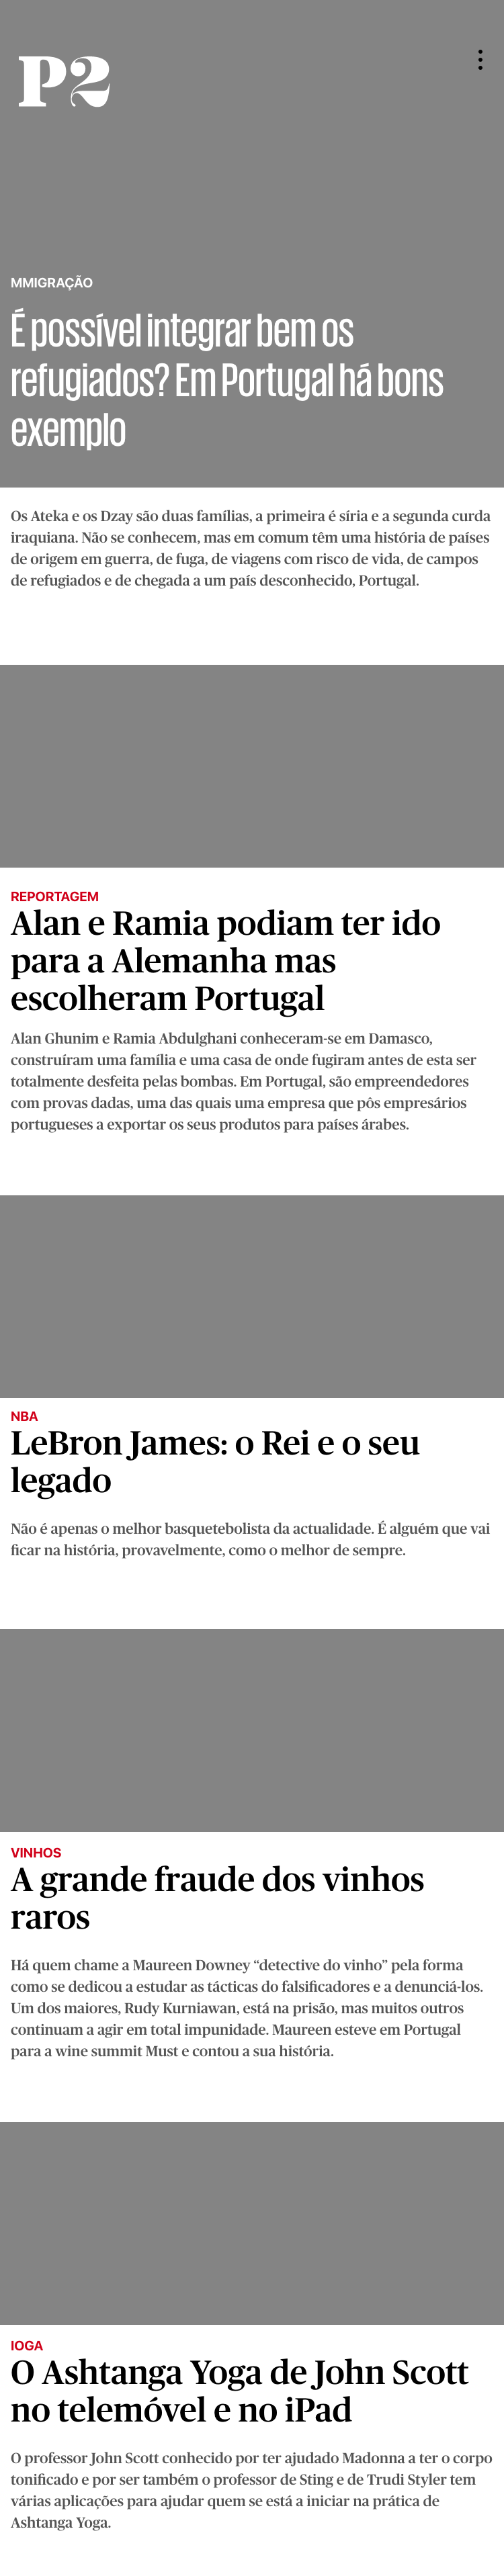 P2
MMIGRAÇÃO
É possível integrar bem os
refugiados? Em Portugal há bons
exemplo
Os Ateka e os Dzay são duas famílias, a primeira é síria e a segunda curda
iraquiana. Não se conhecem, mas em comum têm uma história de países
de origem em guerra, de fuga, de viagens com risco de vida, de campos
de refugiados e de chegada a um país desconhecido, Portugal.
REPORTAGEM
Alan e Ramia podiam ter ido
para a Alemanha mas
escolheram Portugal
Alan Ghunim e Ramia Abdulghani conheceram-se em Damasco,
construíram uma família e uma casa de onde fugiram antes de esta ser
totalmente desfeita pelas bombas. Em Portugal, são empreendedores
com provas dadas, uma das quais uma empresa que pôs empresários
portugueses a exportar os seus produtos para países árabes.
NBA
LeBron James: o Rei e o seu
legado
Não é apenas o melhor basquetebolista da actualidade. É alguém que vai
ficar na história, provavelmente, como o melhor de sempre.
VINHOS
A grande fraude dos vinhos
raros
Há quem chame a Maureen Downey “detective do vinho” pela forma
como se dedicou a estudar as tácticas do falsificadores e a denunciá-los.
Um dos maiores, Rudy Kurniawan, está na prisão, mas muitos outros
continuam a agir em total impunidade. Maureen esteve em Portugal
para a wine summit Must e contou a sua história.
IOGA
O Ashtanga Yoga de John Scott
no telemóvel e no iPad
O professor John Scott conhecido por ter ajudado Madonna a ter o corpo
tonificado e por ser também o professor de Sting e de Trudi Styler tem
várias aplicações para ajudar quem se está a iniciar na prática de
Ashtanga Yoga.